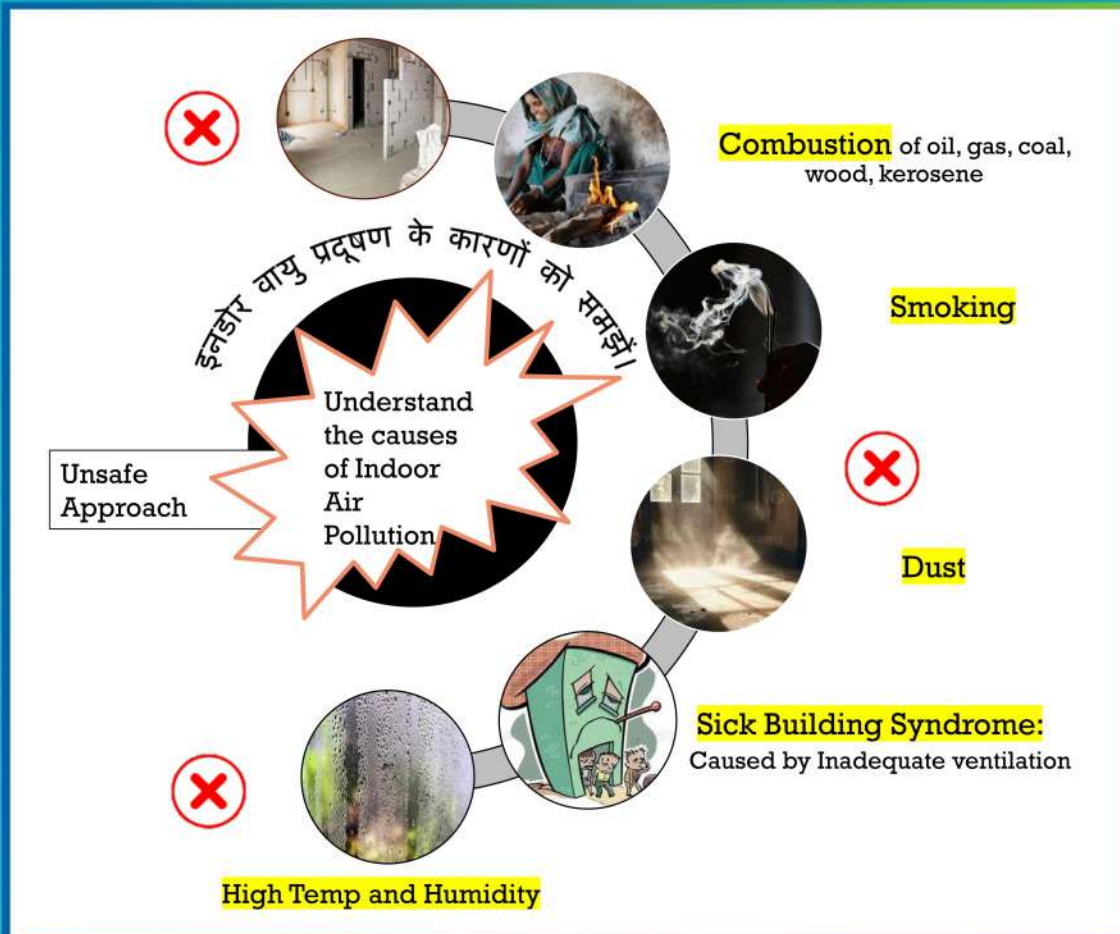 Combustion of oil, gas, coal,
wood, kerosene
इनडोर वायु प्रदूषण के कारणों को समझें।
Smoking
Understand
the causes
of Indoor
Air
Pollution
Unsafe
Approach
Dust
Sick Building Syndrome:
Caused by Inadequate ventilation
High Temp and Humidity